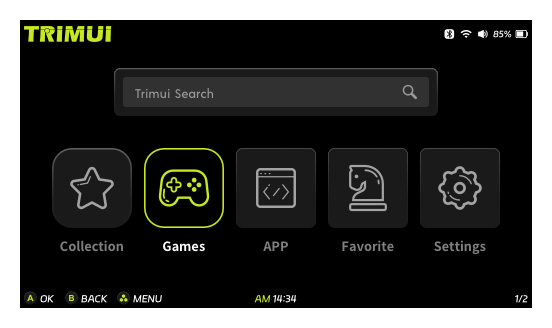 TRIMUI
85%
Trimui Search
Collection Games APP Favorite Settings
A OK B BACK MENU AM 14:34 1/2